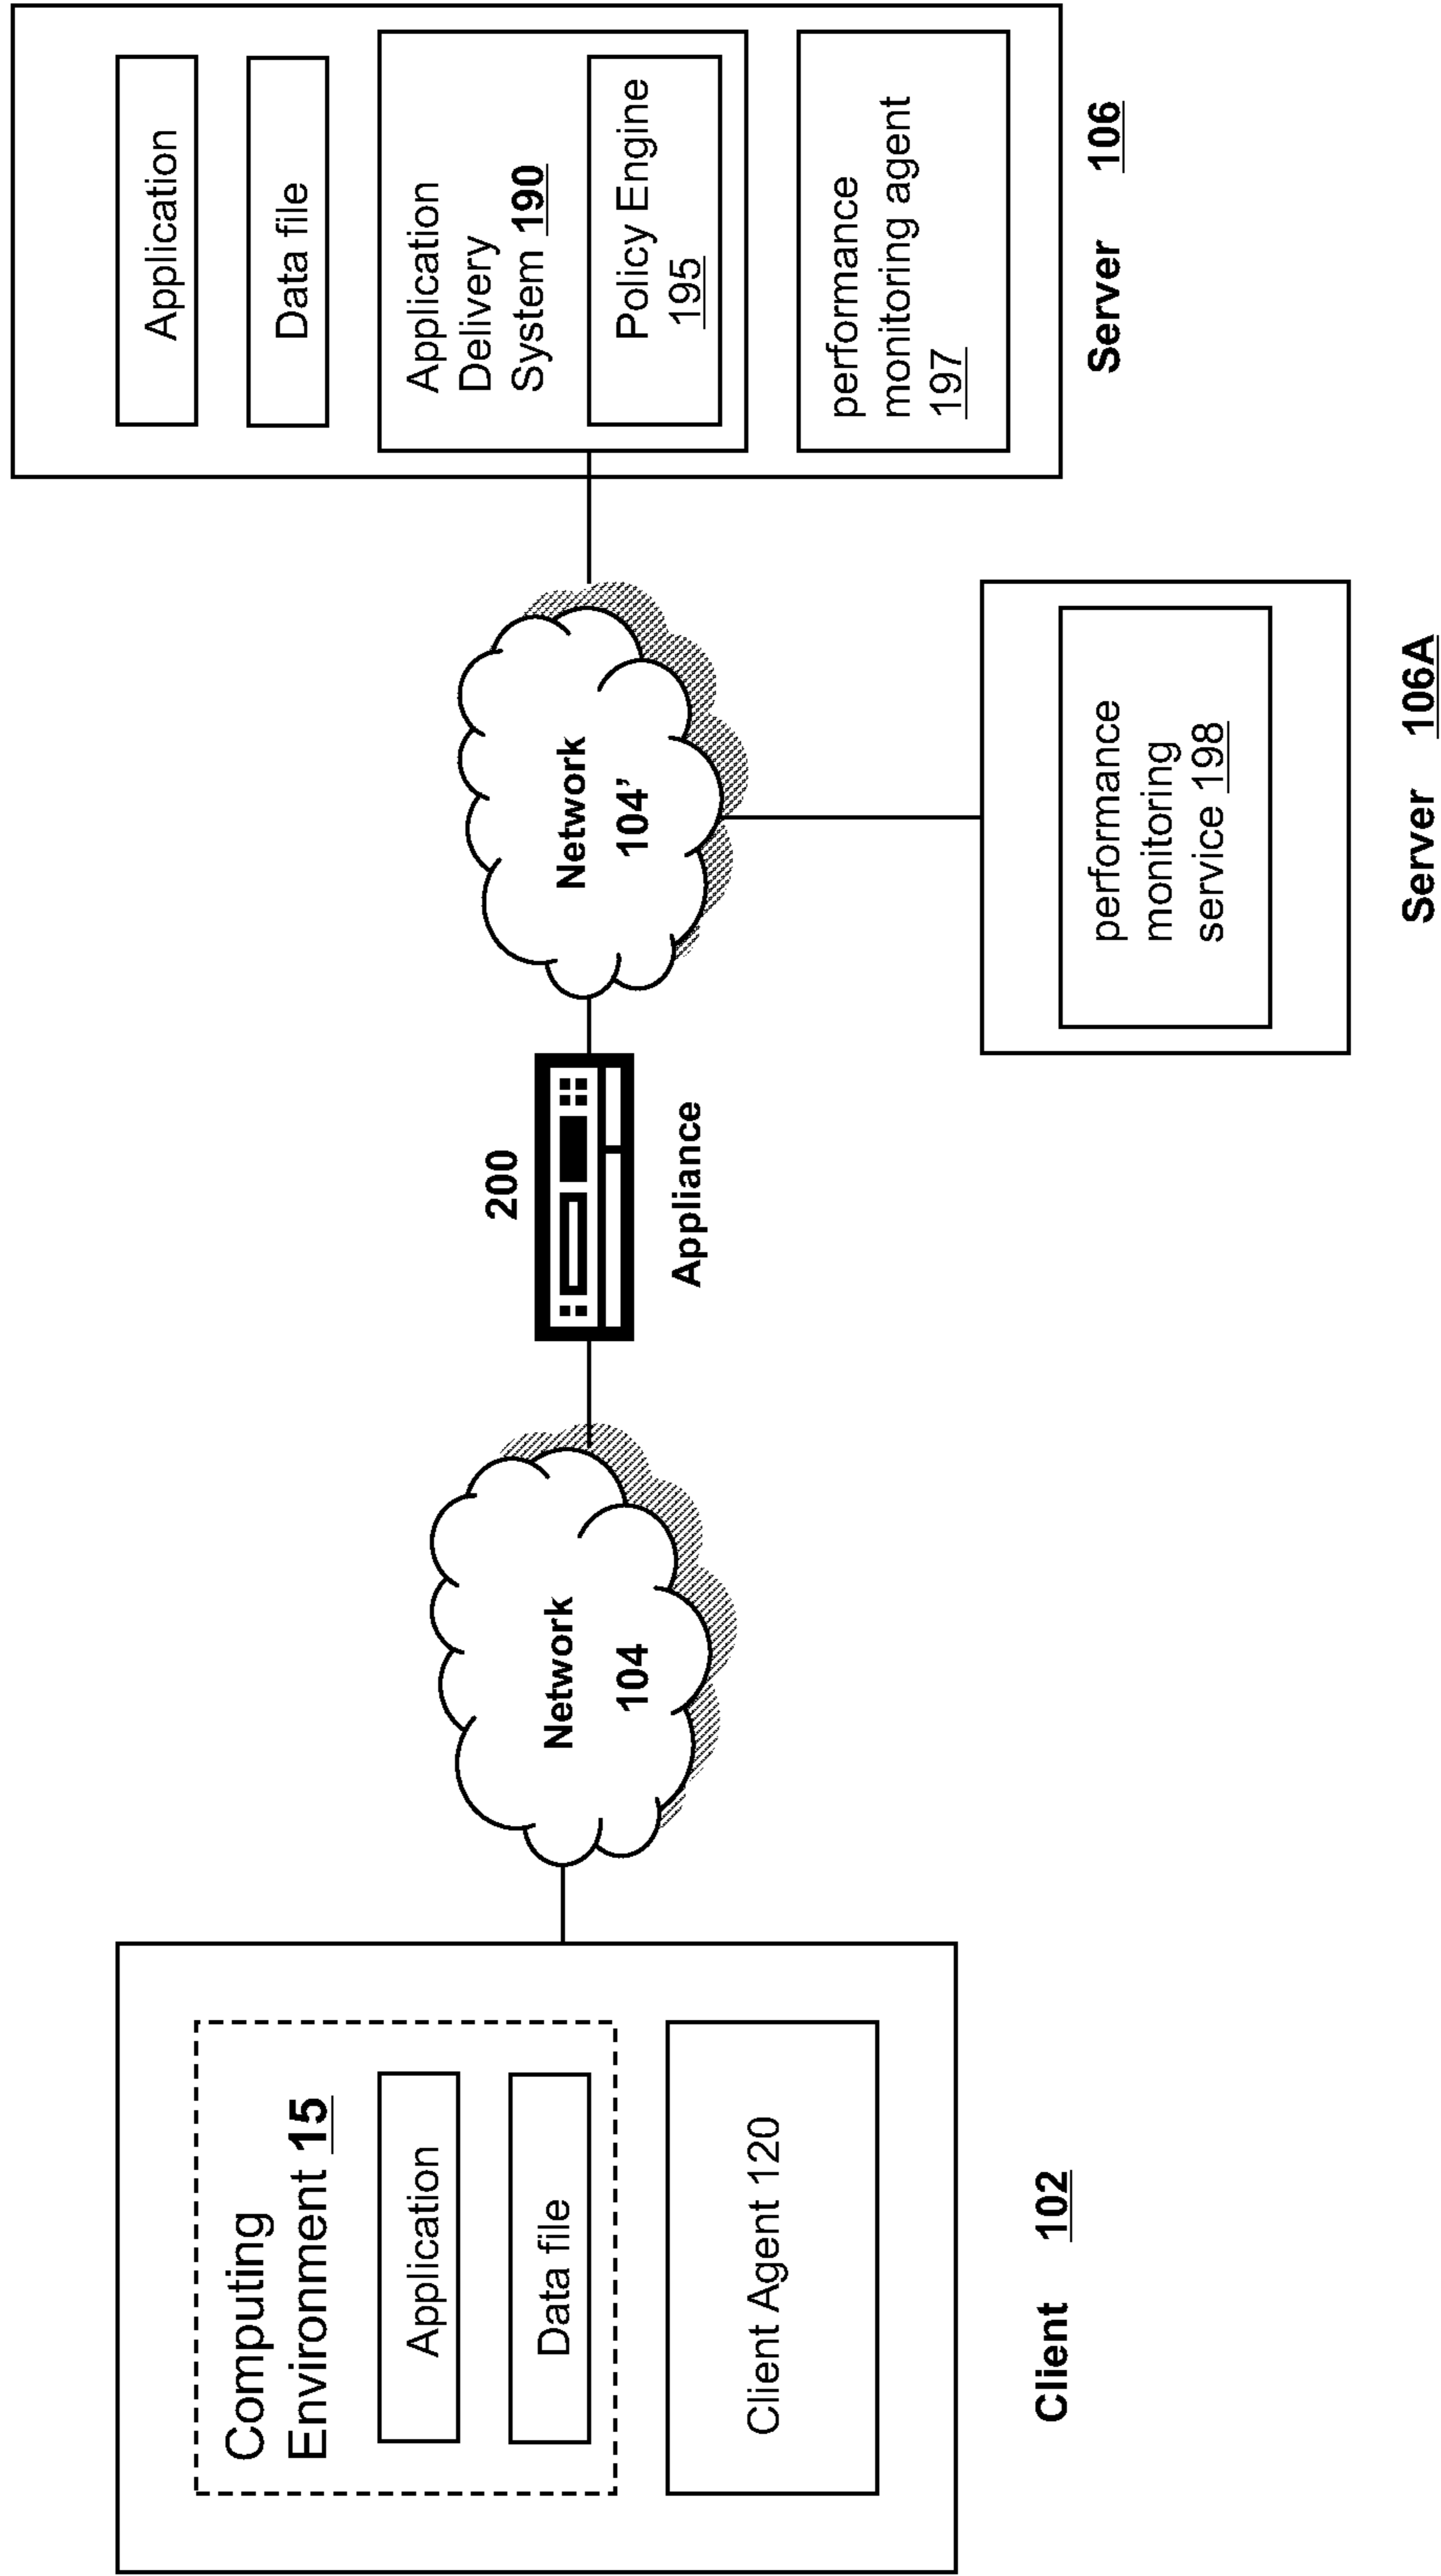 Computing
Environment 15
Application
Data file
Client Agent 120
Client 102
Network
104
200
Appliance
Network
104’
performance
monitoring
service 198
Server 106A
Application
Data file
Application
Delivery
System 190
Policy Engine
195
performance
monitoring agent
197
Server 106